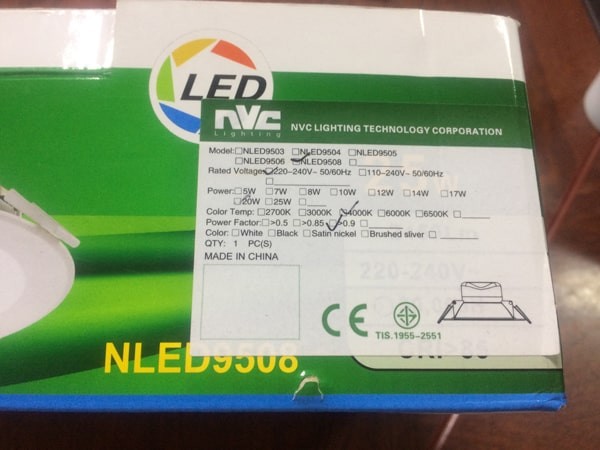 LED
nvc
Lighting
NVC LIGHTING TECHNOLOGY CORPORATION
Model:□NLED9503 □NLED9504 □NLED9505
□NLED9506 ☑NLED9508 □
Rated Voltage:☑220-240V~ 50/60Hz □110-240V~ 50/60Hz
□
Power:□5W □7W □8W □10W □12W □14W □17W
☑20W □25W □
Color Temp: □2700K □3000K ☑4000K □6000K □6500K □
Power Factor:□>0.5 □>0.85 ☑>0.9 □
Color: □White □Black □Satin nickel □Brushed sliver □
QTY: 1 PC(S)
MADE IN CHINA
220-240V~
CE
TIS.1955-2551
NLED9508